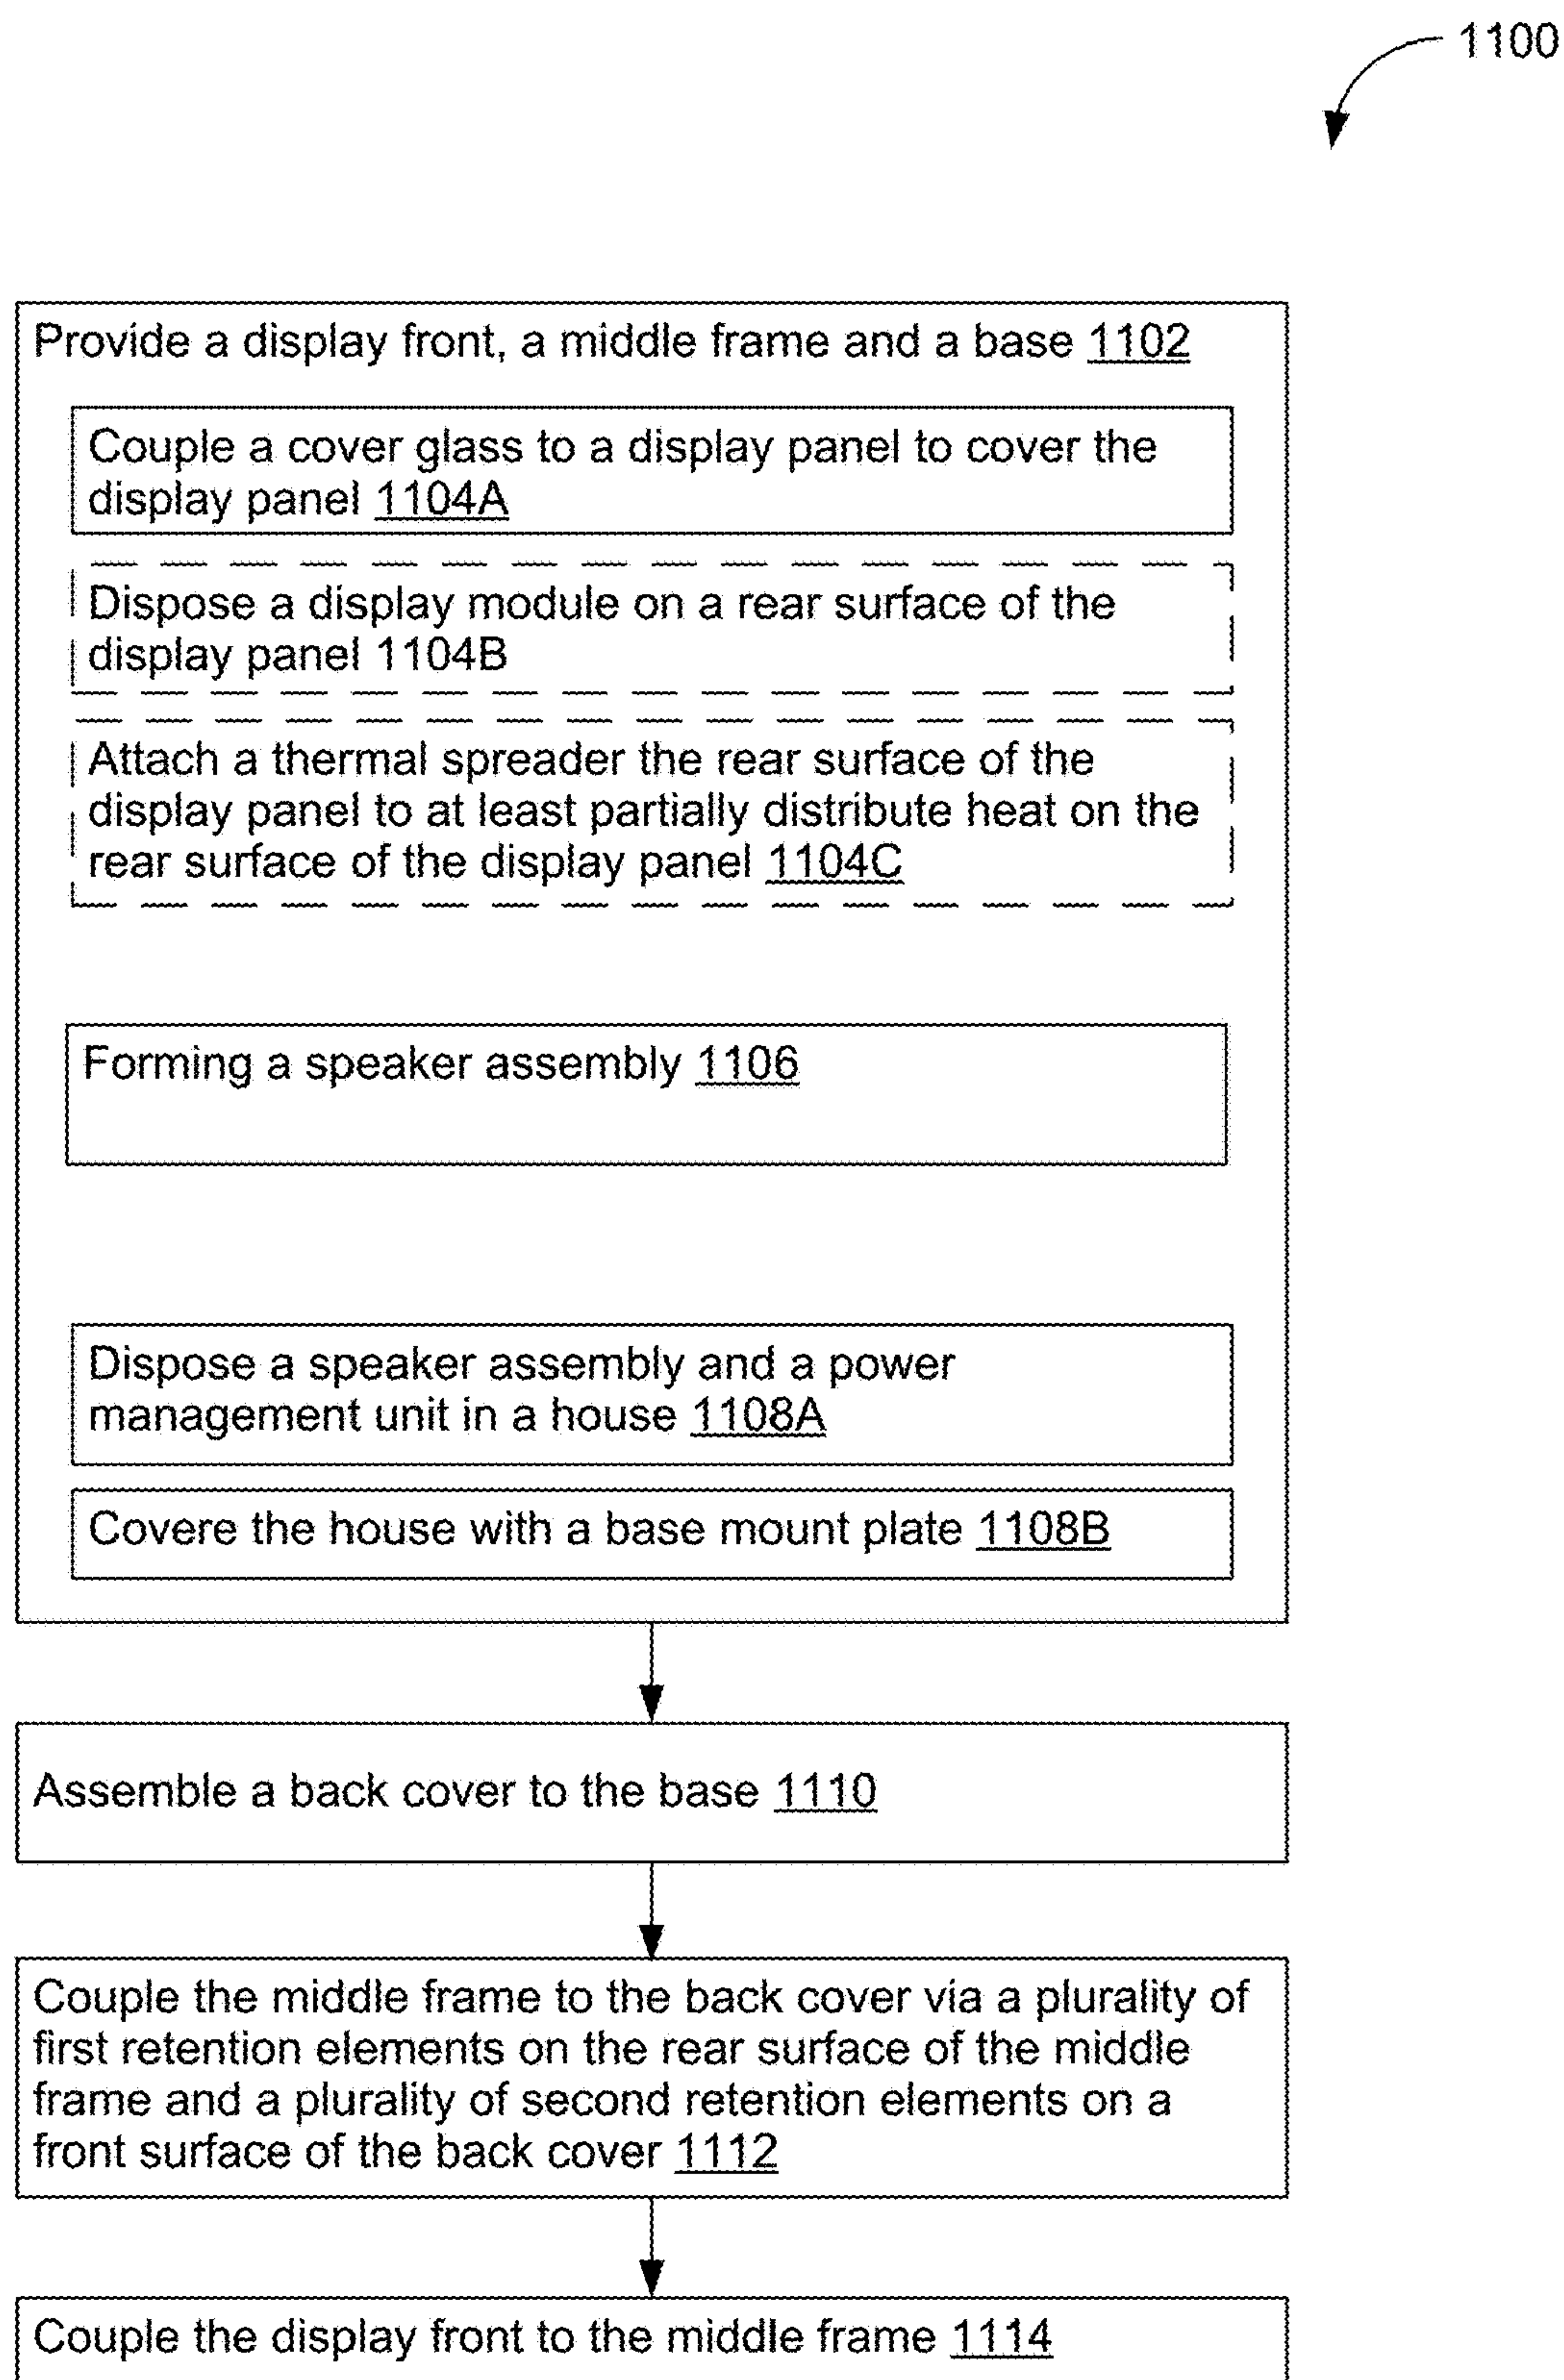 1100
Provide a display front, a middle frame and a base 1102
Couple a cover glass to a display panel to cover the
display panel 1104A
Dispose a display module on a rear surface of the
display panel 1104B
Attach a thermal spreader the rear surface of the
display panel to at least partially distribute heat on the
rear surface of the display panel 1104C
Forming a speaker assembly 1106
Dispose a speaker assembly and a power
management unit in a house 1108A
Covere the house with a base mount plate 1108B
Assemble a back cover to the base 1110
Couple the middle frame to the back cover via a plurality of
first retention elements on the rear surface of the middle
frame and a plurality of second retention elements on a
front surface of the back cover 1112
Couple the display front to the middle frame 1114